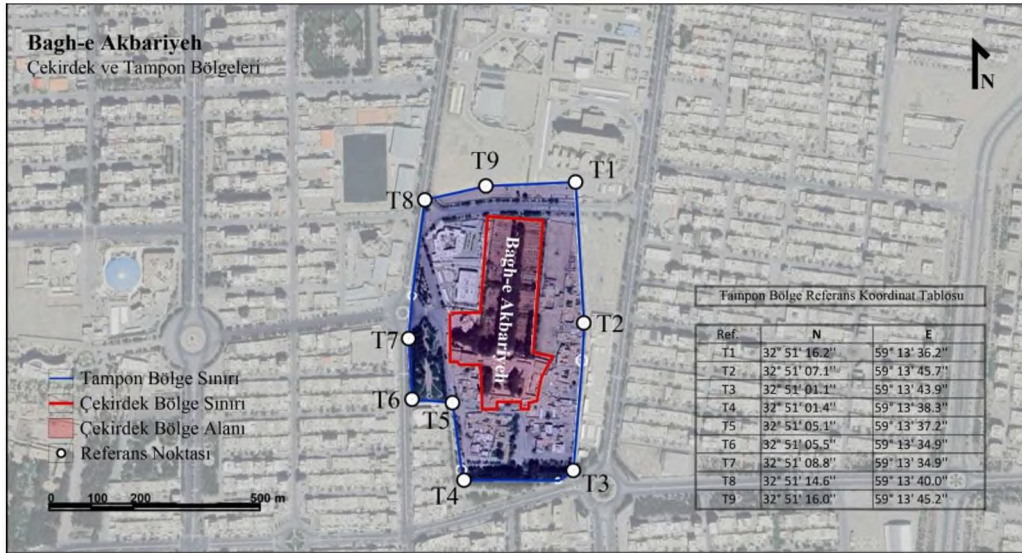 Bagh-e Akbariyeh
Çekirdek ve Tampon Bölgeleri
N
T9
T1
T8
Bagh-e Akbariyeh
T2
T7
T6
T5
T4
T3
Tampon Bölge Sınırı
Çekirdek Bölge Sınırı
Çekirdek Bölge Alanı
Referans Noktası
0 100 200 500 m
Tampon Bölge Referans Koordinat Tablosu
Ref. N E
T1 32° 51' 16.2'' 59° 13' 36.2''
T2 32° 51' 07.1'' 59° 13' 45.7''
T3 32° 51' 01.1'' 59° 13' 43.9''
T4 32° 51' 01.4'' 59° 13' 38.3''
T5 32° 51' 05.1'' 59° 13' 37.2''
T6 32° 51' 05.5'' 59° 13' 34.9''
T7 32° 51' 08.8'' 59° 13' 34.9''
T8 32° 51' 14.6'' 59° 13' 40.0''
T9 32° 51' 16.0'' 59° 13' 45.2''